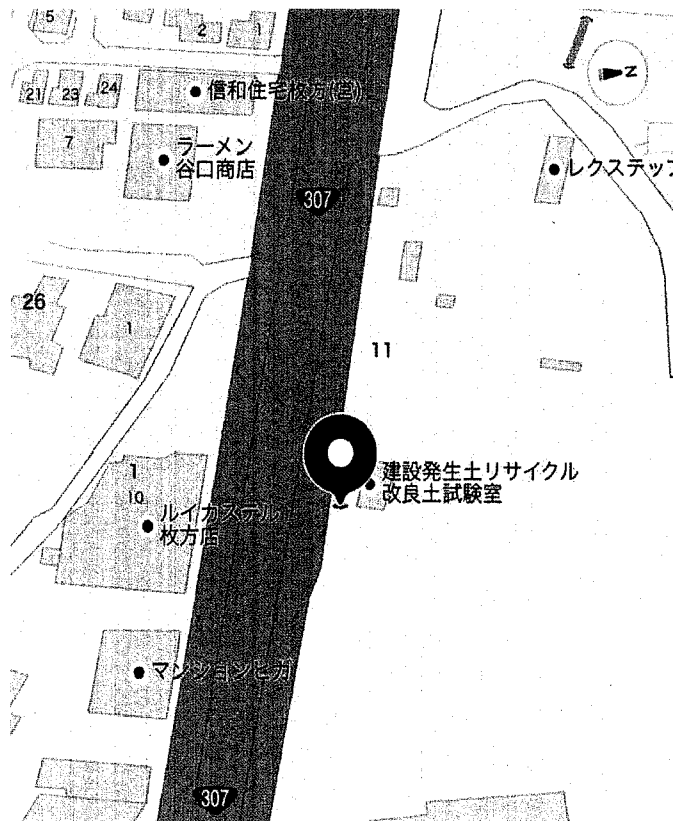 5
2
1
21
23
24
信和住宅枚方(営)
N
7
ラーメン
谷口商店
レクステップ
307
26
1
11
1
10
ルイカステル
枚方店
建設発生土リサイクル
改良土試験室
マンションヒガ
307